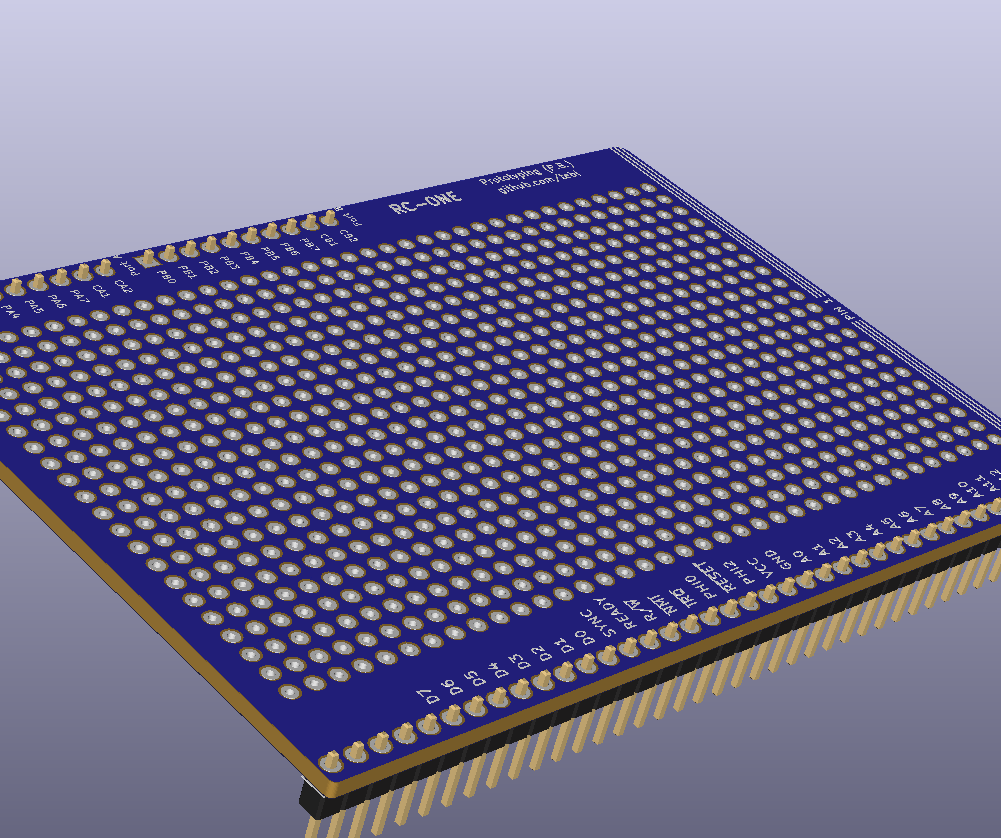 RC-ONE
Prototyping (P.B.)
github.com/tebl
Port
PB0
PB1
PB2
PB3
PB4
PB5
PB6
PB7
CB1
CB2
Port
PA4
PA5
PA6
PA7
CA1
CA2
PIN 1
D7
D6
D5
D4
D3
D2
D1
D0
SYNC
READY
R/W
NMI
IRQ
PHI0
RESET
PHI2
VCC
GND
A0
A1
A2
A3
A4
A5
A6
A7
A8
A9
A10
A11